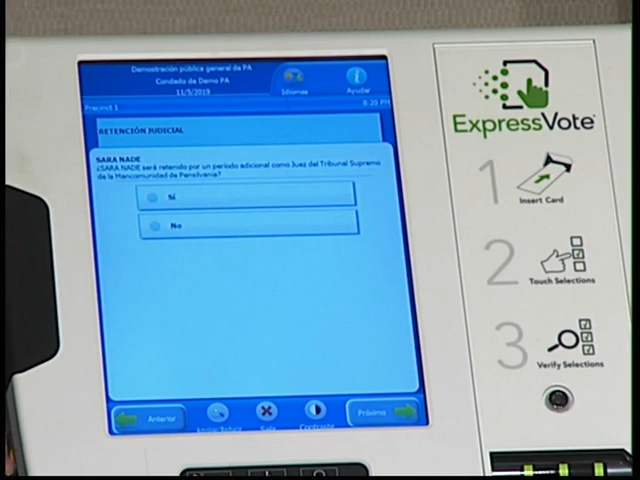 Demostración pública general de PA
Condado de Demo PA
11/5/2019
Idiomas
Ayudar
Precinct 1
8:20 PM
RETENCIÓN JUDICIAL
SARA NADE
¿SARA NADE será retenido por un período adicional como Juez del Tribunal Supremo
de la Mancomunidad de Pensilvania?
Sí
No
Anterior
Contraste
Próximo
ExpressVote
1
Insert Card
2
Touch Selections
3
Verify Selections